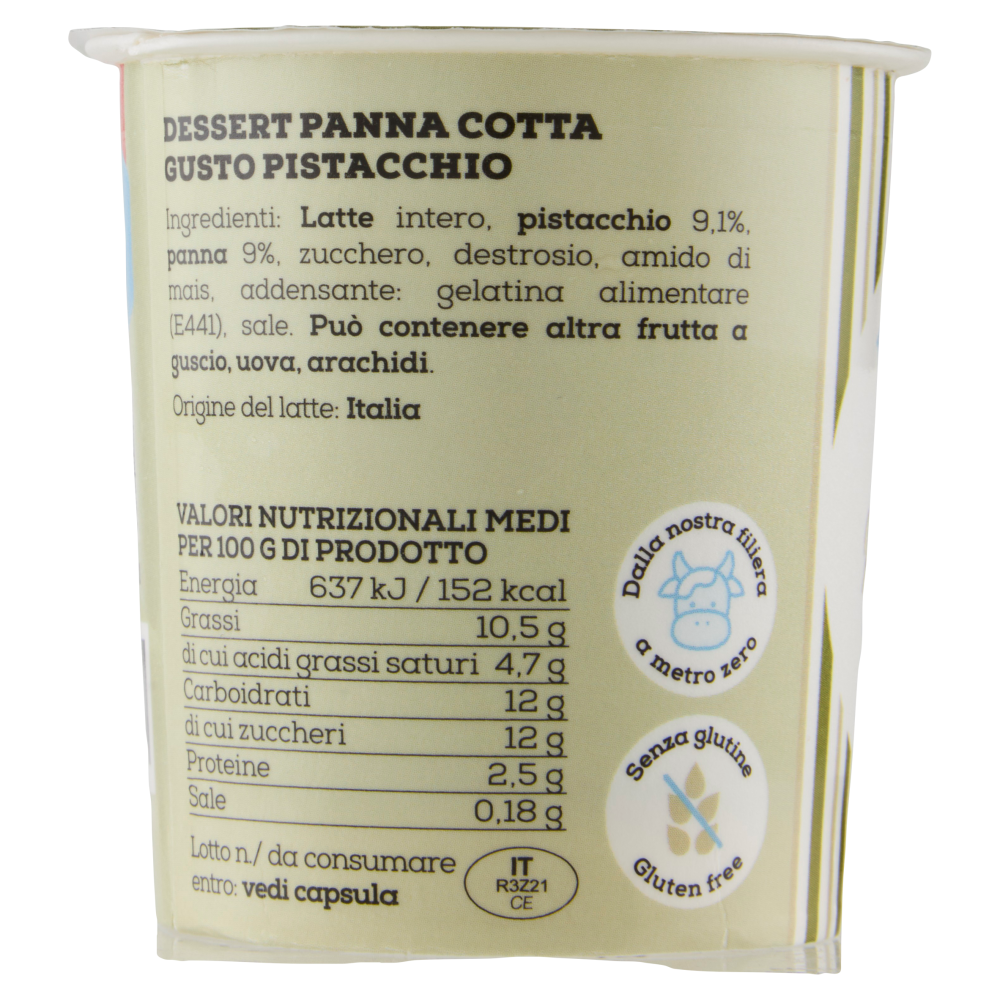 DESSERT PANNA COTTA
GUSTO PISTACCHIO
Ingredienti: Latte intero, pistacchio 9,1%,
panna 9%, zucchero, destrosio, amido di
mais, addensante: gelatina alimentare
(E441), sale. Può contenere altra frutta a
guscio, uova, arachidi.
Origine del latte: Italia
VALORI NUTRIZIONALI MEDI
PER 100 G DI PRODOTTO
Energia 637 kJ / 152 kcal
Grassi 10,5 g
di cui acidi grassi saturi 4,7 g
Carboidrati 12 g
di cui zuccheri 12 g
Proteine 2,5 g
Sale 0,18 g
Lotto n./ da consumare
entro: vedi capsula
IT
R3Z21
CE
Dalla nostra filiera
a metro zero
Senza glutine
Gluten free